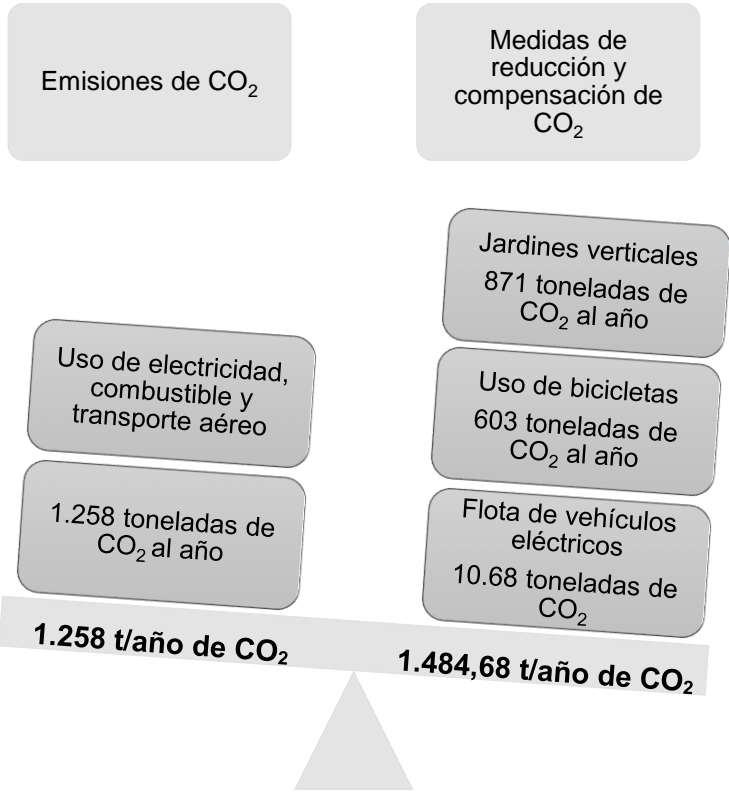 Emisiones de CO₂
Medidas de
reducción y
compensación de
CO₂
Uso de electricidad,
combustible y
transporte aéreo
1.258 toneladas de
CO₂ al año
1.258 t/año de CO₂
Jardines verticales
871 toneladas de
CO₂ al año
Uso de bicicletas
603 toneladas de
CO₂ al año
Flota de vehículos
eléctricos
10.68 toneladas de
CO₂
1.484,68 t/año de CO₂